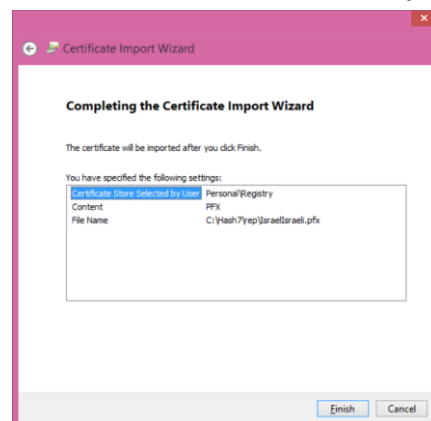 Certificate Import Wizard
Completing the Certificate Import Wizard
The certificate will be imported after you click Finish.
You have specified the following settings:
Certificate Store Selected by User Personal\Registry
Content PFX
File Name C:\Hash7\rep\IsraelIsraeli.pfx
Finish Cancel